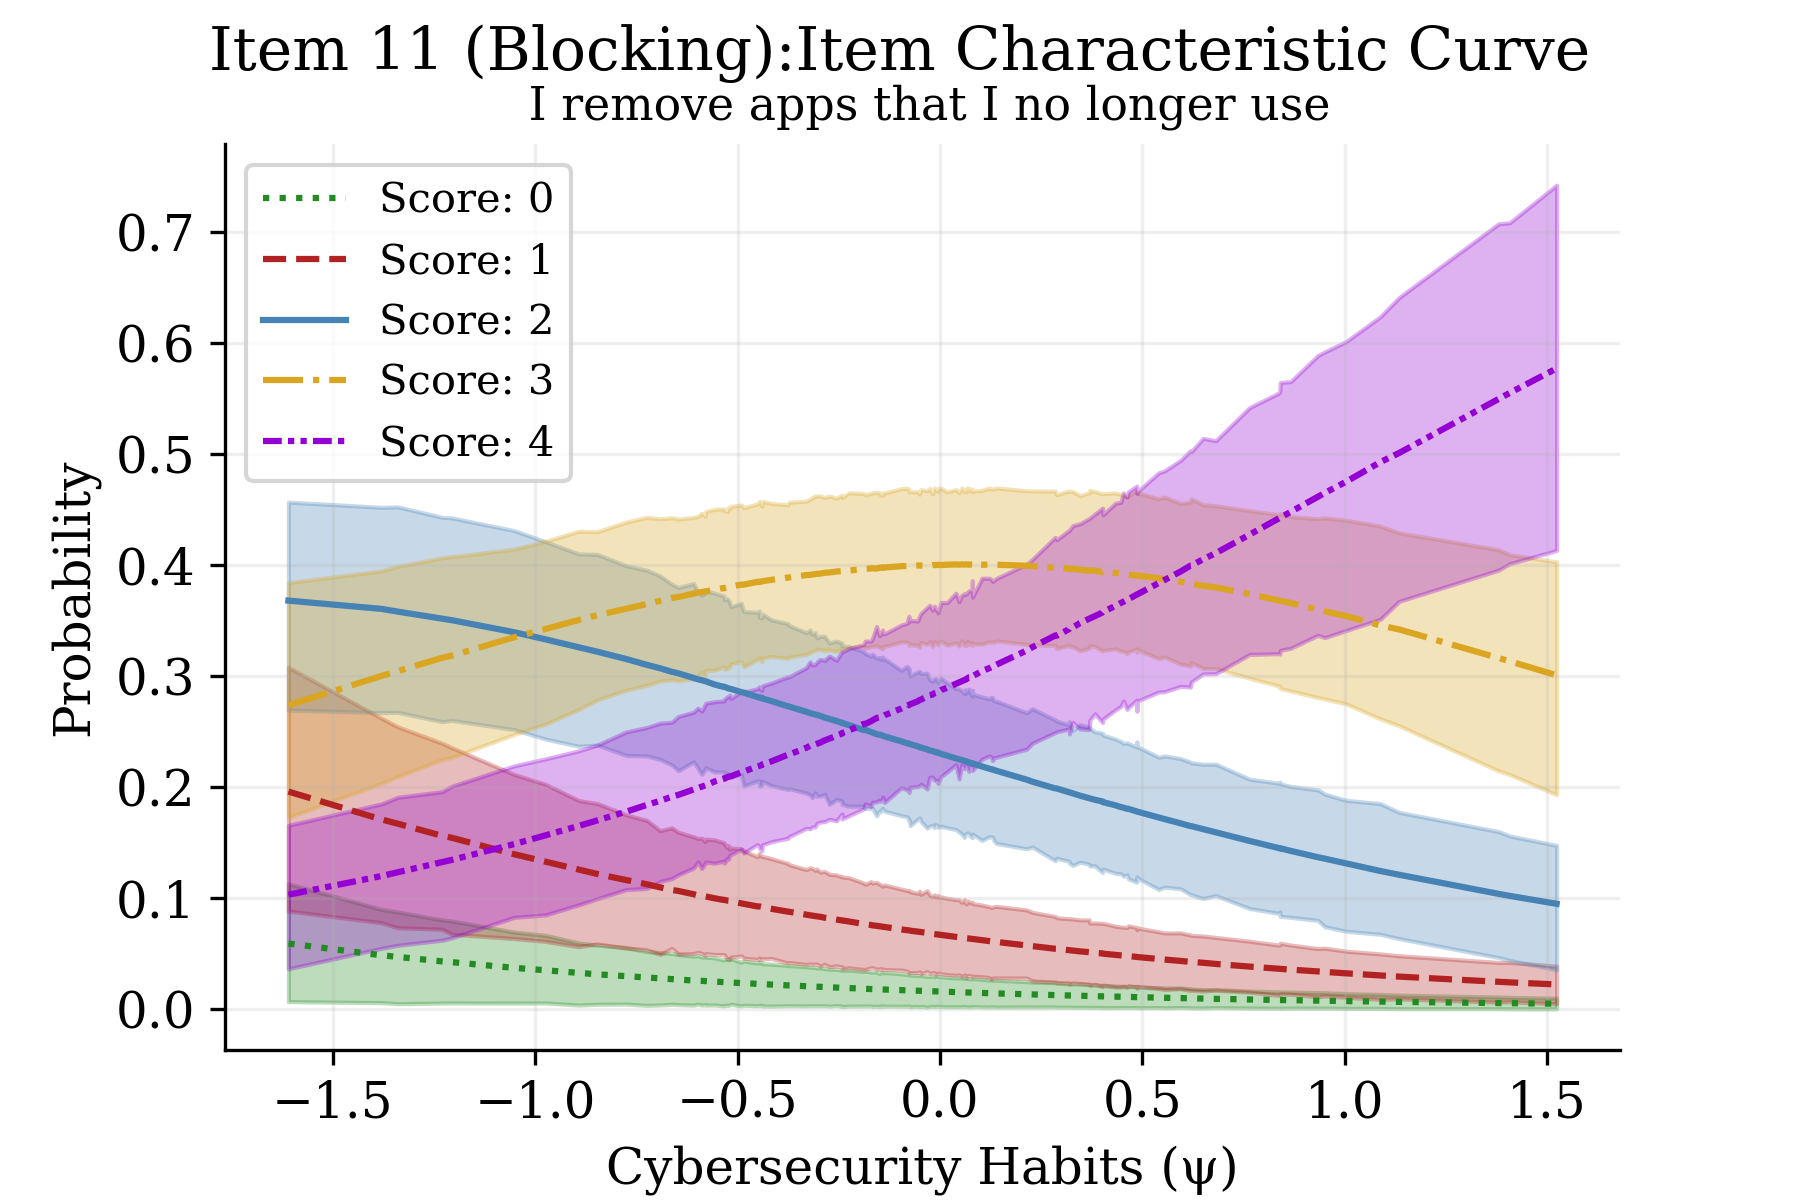 Item 11 (Blocking):Item Characteristic Curve
I remove apps that I no longer use
Score: 0
Score: 1
Score: 2
Score: 3
Score: 4
0.7
0.6
0.5
0.4
0.3
0.2
0.1
0.0
Probability
−1.5 −1.0 −0.5 0.0 0.5 1.0 1.5
Cybersecurity Habits (ψ)